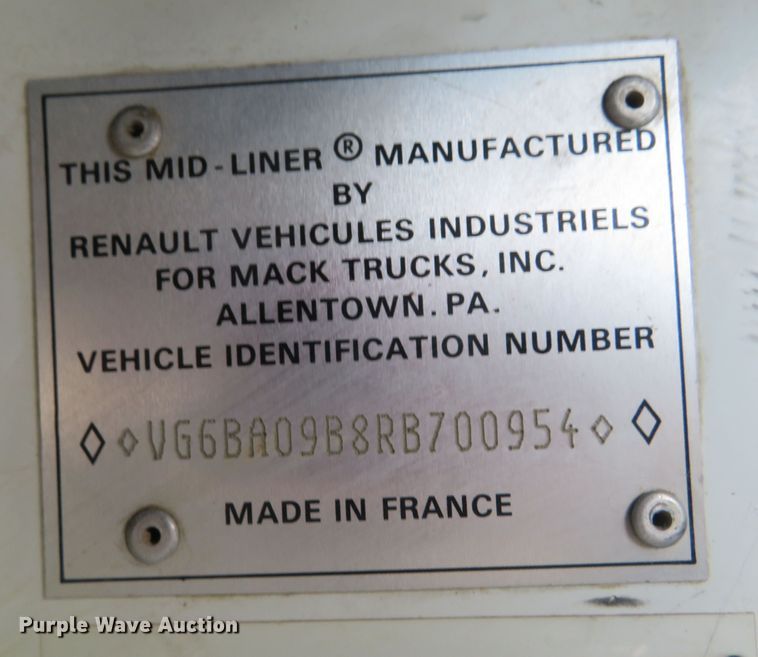 THIS MID-LINER ® MANUFACTURED
BY
RENAULT VEHICULES INDUSTRIELS
FOR MACK TRUCKS, INC.
ALLENTOWN. PA.
VEHICLE IDENTIFICATION NUMBER
◇ ◇ VG6BA09B8RB700954 ◇ ◇
MADE IN FRANCE
Purple Wave Auction